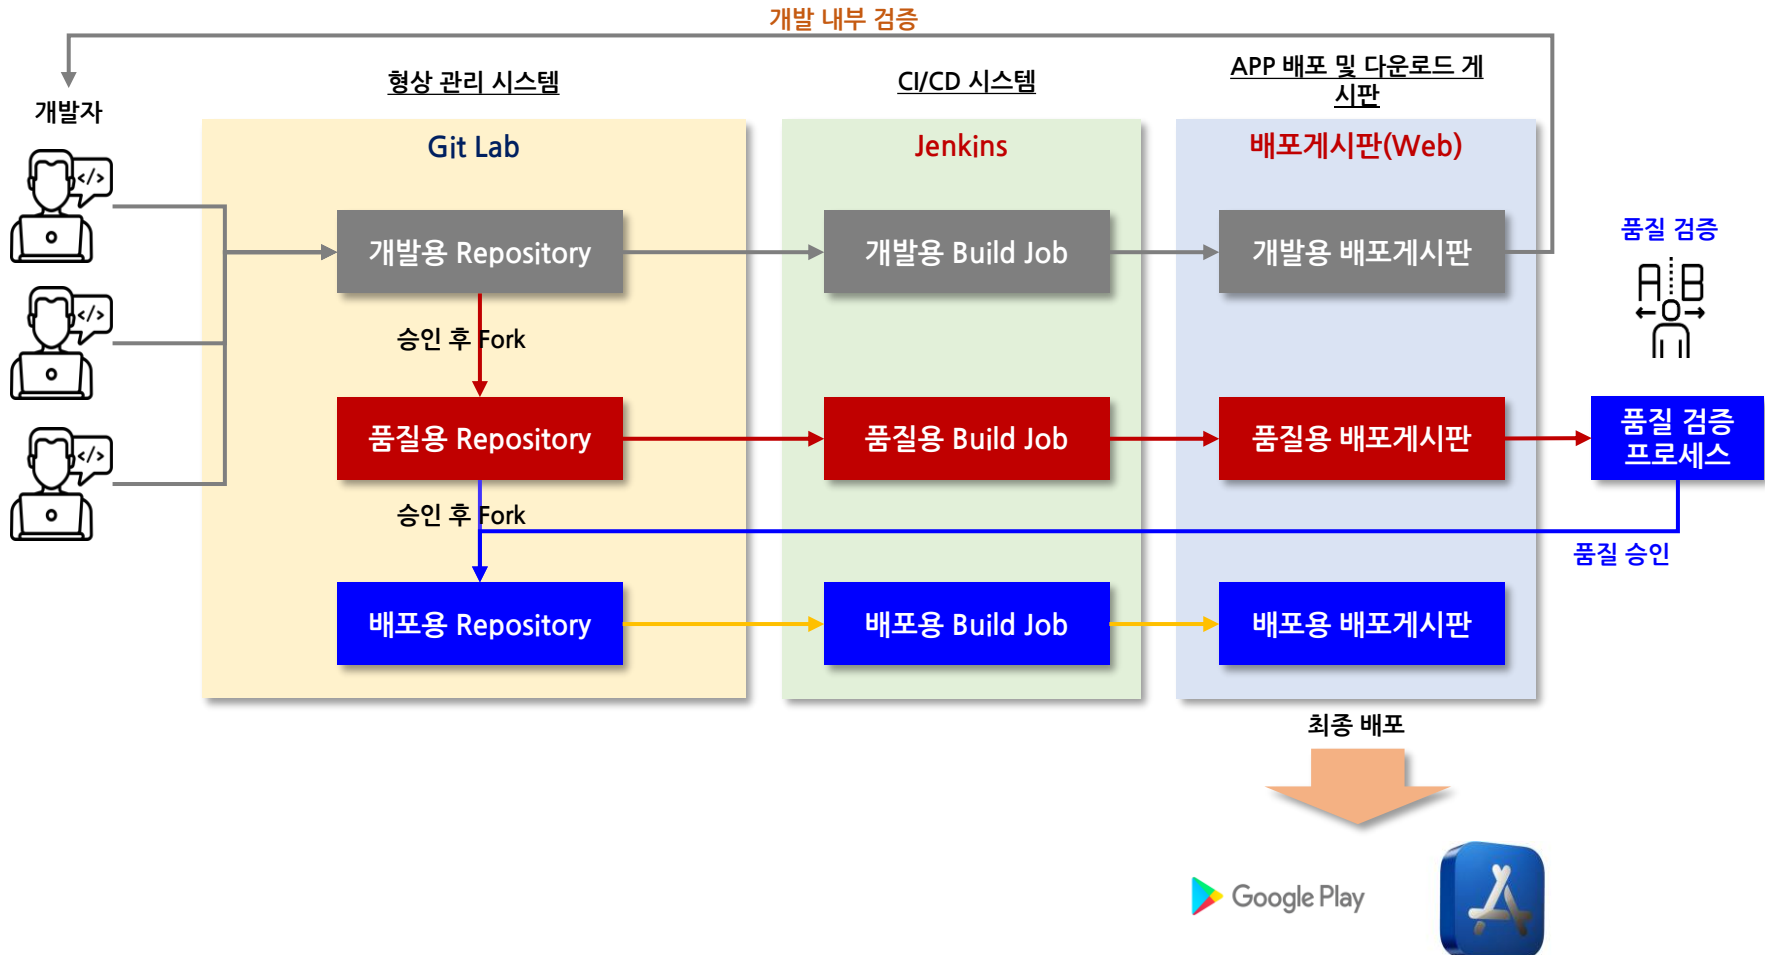 개발 내부 검증
형상 관리 시스템
CI/CD 시스템
APP 배포 및 다운로드 게
시판
개발자
Git Lab
Jenkins
배포게시판(Web)
</>
개발용 Repository
개발용 Build Job
개발용 배포게시판
품질 검증
A B
승인 후 Fork
</>
품질용 Repository
품질용 Build Job
품질용 배포게시판
품질 검증
프로세스
</>
승인 후 Fork
품질 승인
배포용 Repository
배포용 Build Job
배포용 배포게시판
최종 배포
Google Play